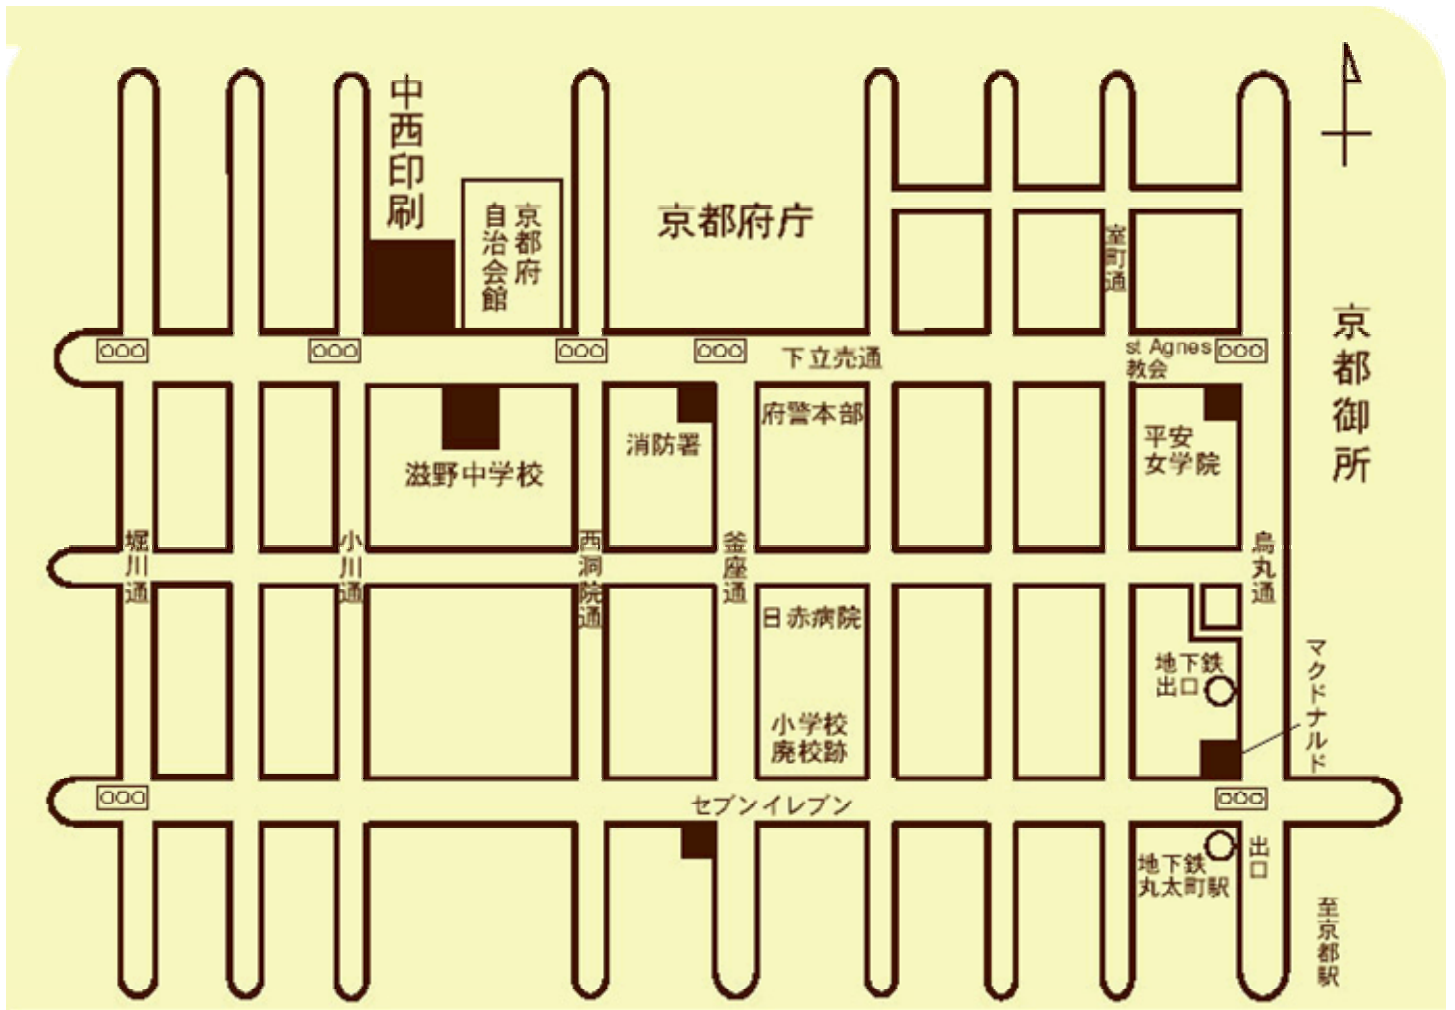 中西印刷
京都府
自治会館
京都府庁
室町通
京都御所
下立売通
st Agnes
教会
滋野中学校
消防署
府警本部
平安
女学院
堀川通
小川通
西洞院通
釜座通
烏丸通
日赤病院
小学校
廃校跡
地下鉄
出口
マクドナルド
セブンイレブン
地下鉄
丸太町駅
出口
至京都駅